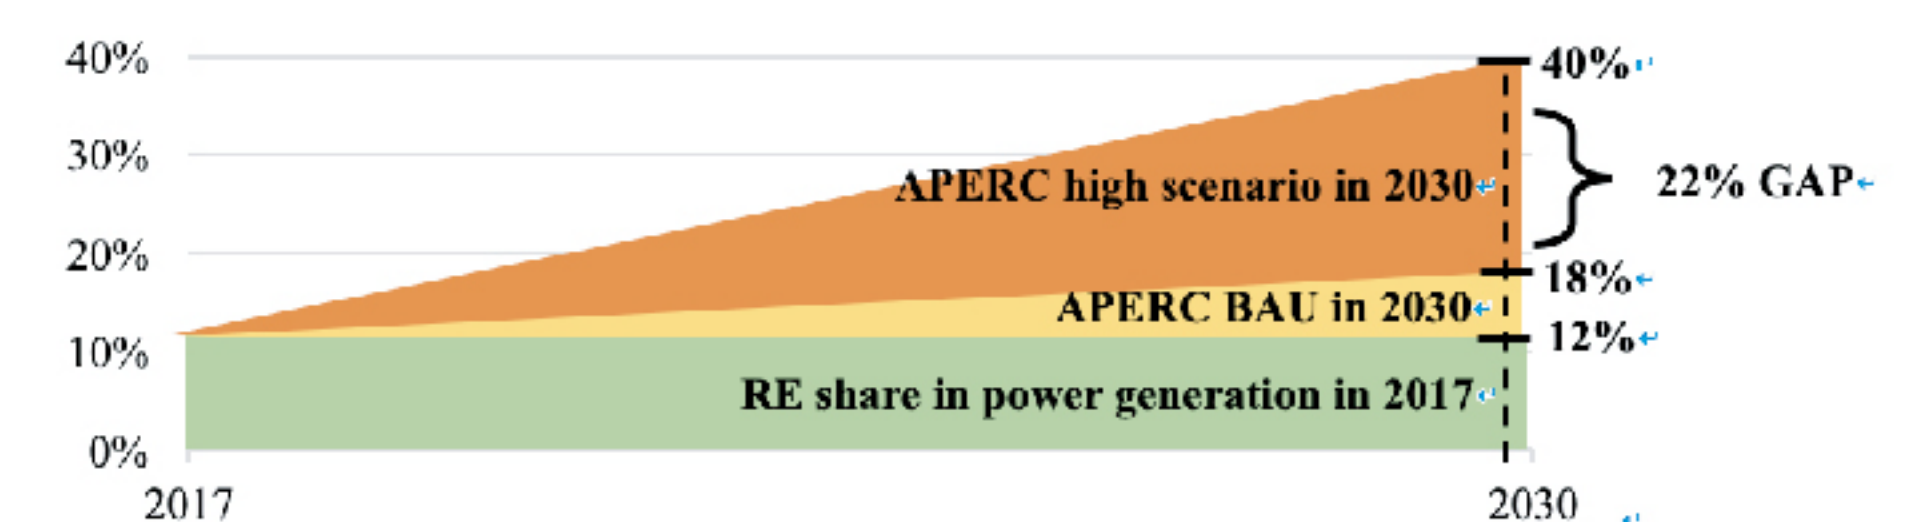 40%
40%
30%
APERC high scenario in 2030
22% GAP
20%
18%
APERC BAU in 2030
12%
10%
RE share in power generation in 2017
0%
2017
2030